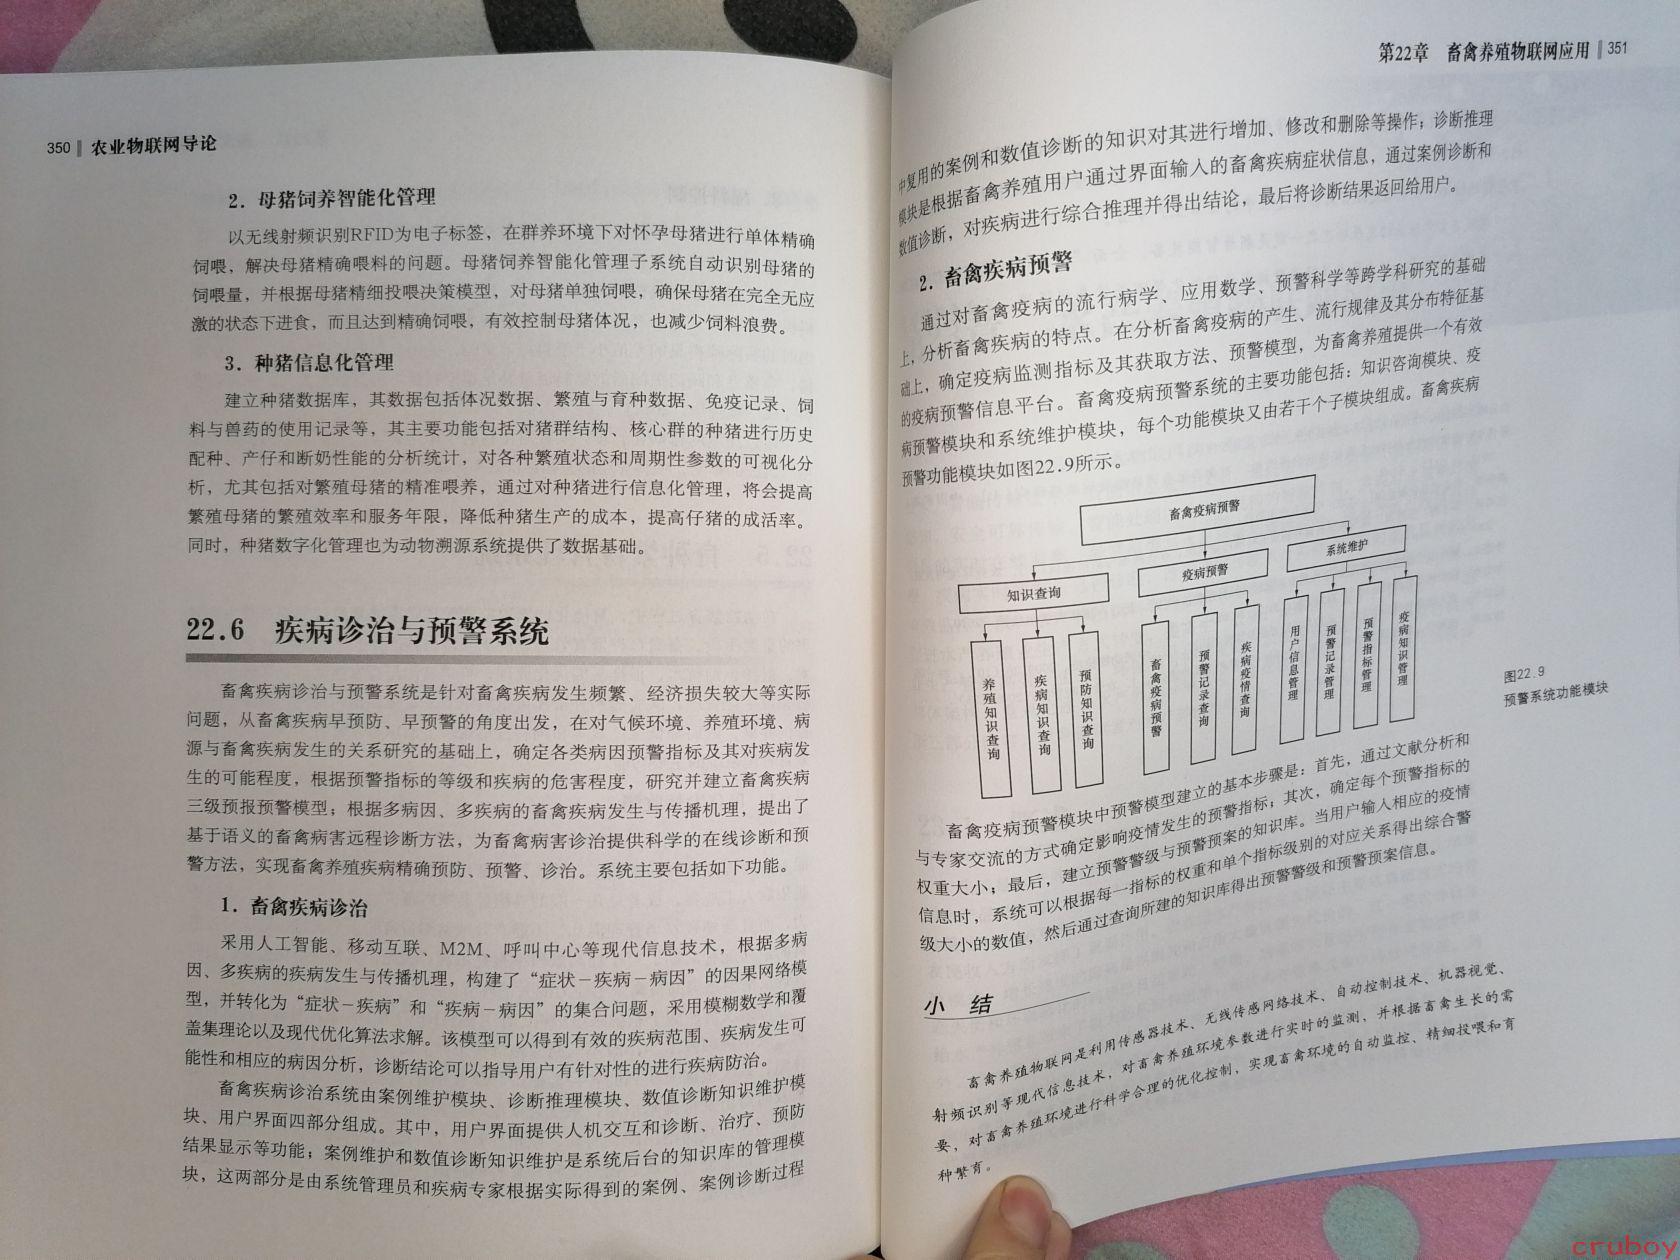 350 农业物联网导论
2. 母猪饲养智能化管理
以无线射频识别RFID为电子标签，在群养环境下对怀孕母猪进行单体精确
饲喂，解决母猪精确喂料的问题。母猪饲养智能化管理子系统自动识别母猪的
饲喂量，并根据母猪精细投喂决策模型，对母猪单独饲喂，确保母猪在完全无应
激的状态下进食，而且达到精确饲喂，有效控制母猪体况，也减少饲料浪费。
3. 种猪信息化管理
建立种猪数据库，其数据包括体况数据、繁殖与育种数据、免疫记录、饲
料与兽药的使用记录等，其主要功能包括对猪群结构、核心群的种猪进行历史
配种、产仔和断奶性能的分析统计，对各种繁殖状态和周期性参数的可视化分
析，尤其包括对繁殖母猪的精准喂养，通过对种猪进行信息化管理，将会提高
繁殖母猪的繁殖效率和服务年限，降低种猪生产的成本，提高仔猪的成活率。
同时，种猪数字化管理也为动物溯源系统提供了数据基础。
22.6 疾病诊治与预警系统
畜禽疾病诊治与预警系统是针对畜禽疾病发生频繁、经济损失较大等实际
问题，从畜禽疾病早预防、早预警的角度出发，在对气候环境、养殖环境、病
源与畜禽疾病发生的关系研究的基础上，确定各类病因预警指标及其对疾病发
生的可能程度，根据预警指标的等级和疾病的危害程度，研究并建立畜禽疾病
三级预报预警模型；根据多病因、多疾病的畜禽疾病发生与传播机理，提出了
基于语义的畜禽病害远程诊断方法，为畜禽病害诊治提供科学的在线诊断和预
警方法，实现畜禽养殖疾病精确预防、预警、诊治。系统主要包括如下功能。
1. 畜禽疾病诊治
采用人工智能、移动互联、M2M、呼叫中心等现代信息技术，根据多病
因、多疾病的疾病发生与传播机理，构建了“症状－疾病－病因”的因果网络模
型，并转化为“症状－疾病”和“疾病－病因”的集合问题，采用模糊数学和覆
盖集理论以及现代优化算法求解。该模型可以得到有效的疾病范围、疾病发生可
能性和相应的病因分析，诊断结论可以指导用户有针对性的进行疾病防治。
畜禽疾病诊治系统由案例维护模块、诊断推理模块、数值诊断知识维护模
块、用户界面四部分组成。其中，用户界面提供人机交互和诊断、治疗、预防
结果显示等功能；案例维护和数值诊断知识维护是系统后台的知识库的管理模
块，这两部分是由系统管理员和疾病专家根据实际得到的案例、案例诊断过程
第22章 畜禽养殖物联网应用 351
中复用的案例和数值诊断的知识对其进行增加、修改和删除等操作；诊断推理
模块是根据畜禽养殖用户通过界面输入的畜禽疾病症状信息，通过案例诊断和
数值诊断，对疾病进行综合推理并得出结论，最后将诊断结果返回给用户。
2. 畜禽疾病预警
通过对畜禽疫病的流行病学、应用数学、预警科学等跨学科研究的基础
上，分析畜禽疾病的特点。在分析畜禽疫病的产生、流行规律及其分布特征基
础上，确定疫病监测指标及其获取方法、预警模型，为畜禽养殖提供一个有效
的疫病预警信息平台。畜禽疫病预警系统的主要功能包括：知识咨询模块、疫
病预警模块和系统维护模块，每个功能模块又由若干个子模块组成。畜禽疾病
预警功能模块如图22.9所示。
畜禽疫病预警
知识查询
疫病预警
系统维护
养殖知识查询
疾病知识查询
预防知识查询
畜禽疫病预警
预警记录查询
疾病疫情查询
用户信息管理
预警记录管理
预警指标管理
疫病知识管理
图22.9
预警系统功能模块
畜禽疫病预警模块中预警模型建立的基本步骤是：首先，通过文献分析和
与专家交流的方式确定影响疫情发生的预警指标；其次，确定每个预警指标的
权重大小；最后，建立预警警级与预警预案的知识库。当用户输入相应的疫情
信息时，系统可以根据每一指标的权重和单个指标级别的对应关系得出综合警
级大小的数值，然后通过查询所建的知识库得出预警警级和预警预案信息。
小 结
畜禽养殖物联网是利用传感器技术、无线传感网络技术、自动控制技术、机器视觉、
射频识别等现代信息技术，对畜禽养殖环境参数进行实时的监测，并根据畜禽生长的需
要，对畜禽养殖环境进行科学合理的优化控制，实现畜禽环境的自动监控、精细投喂和育
种繁育。
cruboy